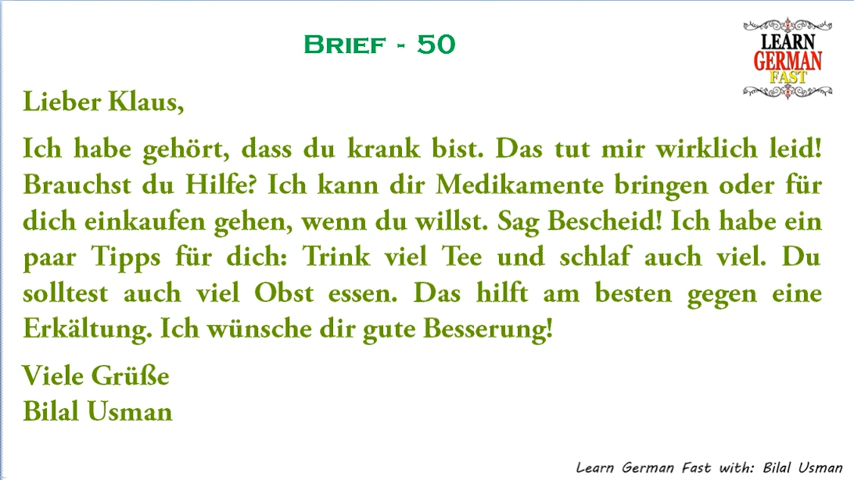 BRIEF - 50
LEARN
GERMAN
FAST
Lieber Klaus,
Ich habe gehört, dass du krank bist. Das tut mir wirklich leid!
Brauchst du Hilfe? Ich kann dir Medikamente bringen oder für
dich einkaufen gehen, wenn du willst. Sag Bescheid! Ich habe ein
paar Tipps für dich: Trink viel Tee und schlaf auch viel. Du
solltest auch viel Obst essen. Das hilft am besten gegen eine
Erkältung. Ich wünsche dir gute Besserung!
Viele Grüße
Bilal Usman
Learn German Fast with: Bilal Usman